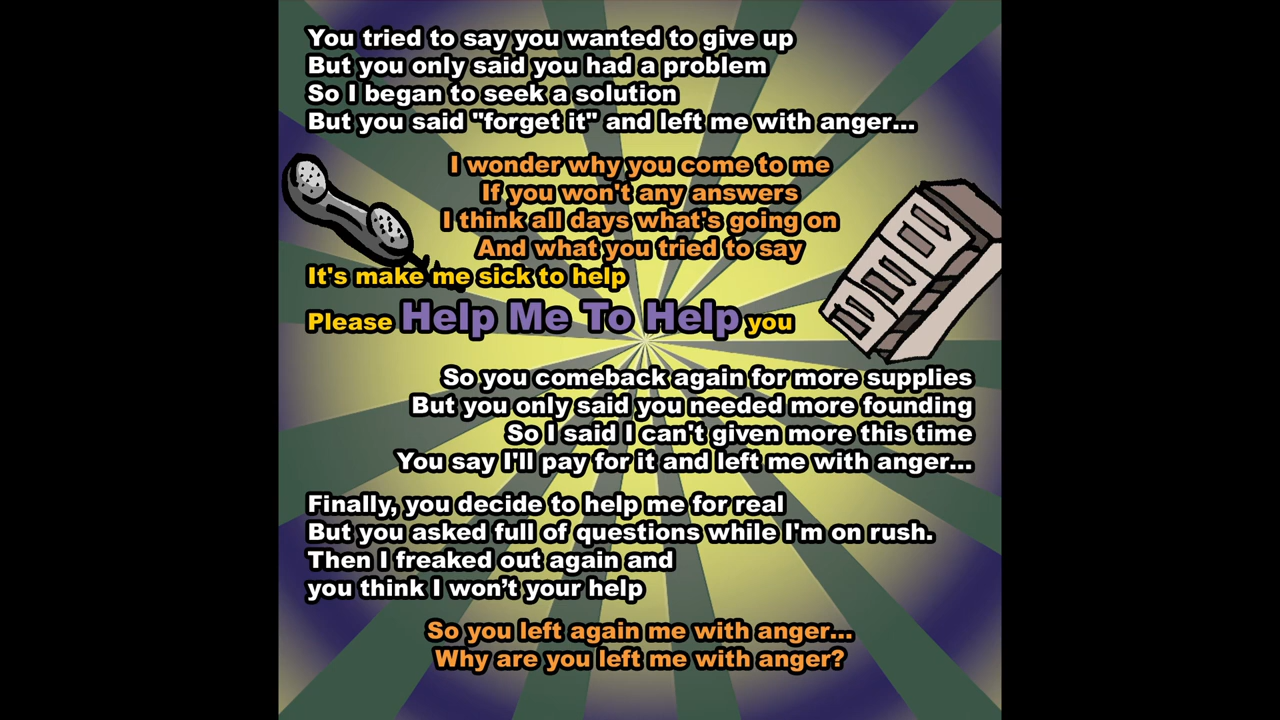 You tried to say you wanted to give up
But you only said you had a problem
So I began to seek a solution
But you said "forget it" and left me with anger...
I wonder why you come to me
If you won't any answers
I think all days what's going on
And what you tried to say
It's make me sick to help
Please Help Me To Help you
So you comeback again for more supplies
But you only said you needed more founding
So I said I can't given more this time
You say I'll pay for it and left me with anger...
Finally, you decide to help me for real
But you asked full of questions while I'm on rush.
Then I freaked out again and
you think I won’t your help
So you left again me with anger...
Why are you left me with anger?